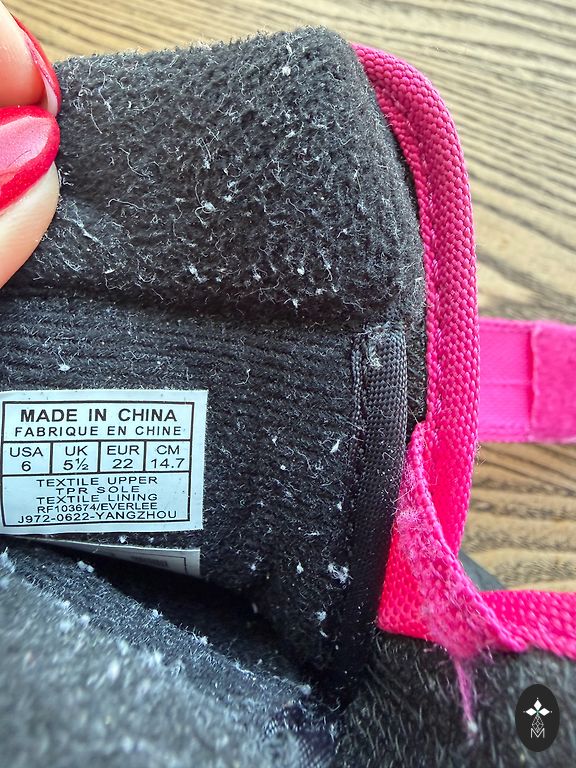 MADE IN CHINA
FABRIQUE EN CHINE
USA UK EUR CM
6 5½ 22 14.7
TEXTILE UPPER
TPR SOLE
TEXTILE LINING
RF103674/EVERLEE
J972-0622-YANGZHOU
M